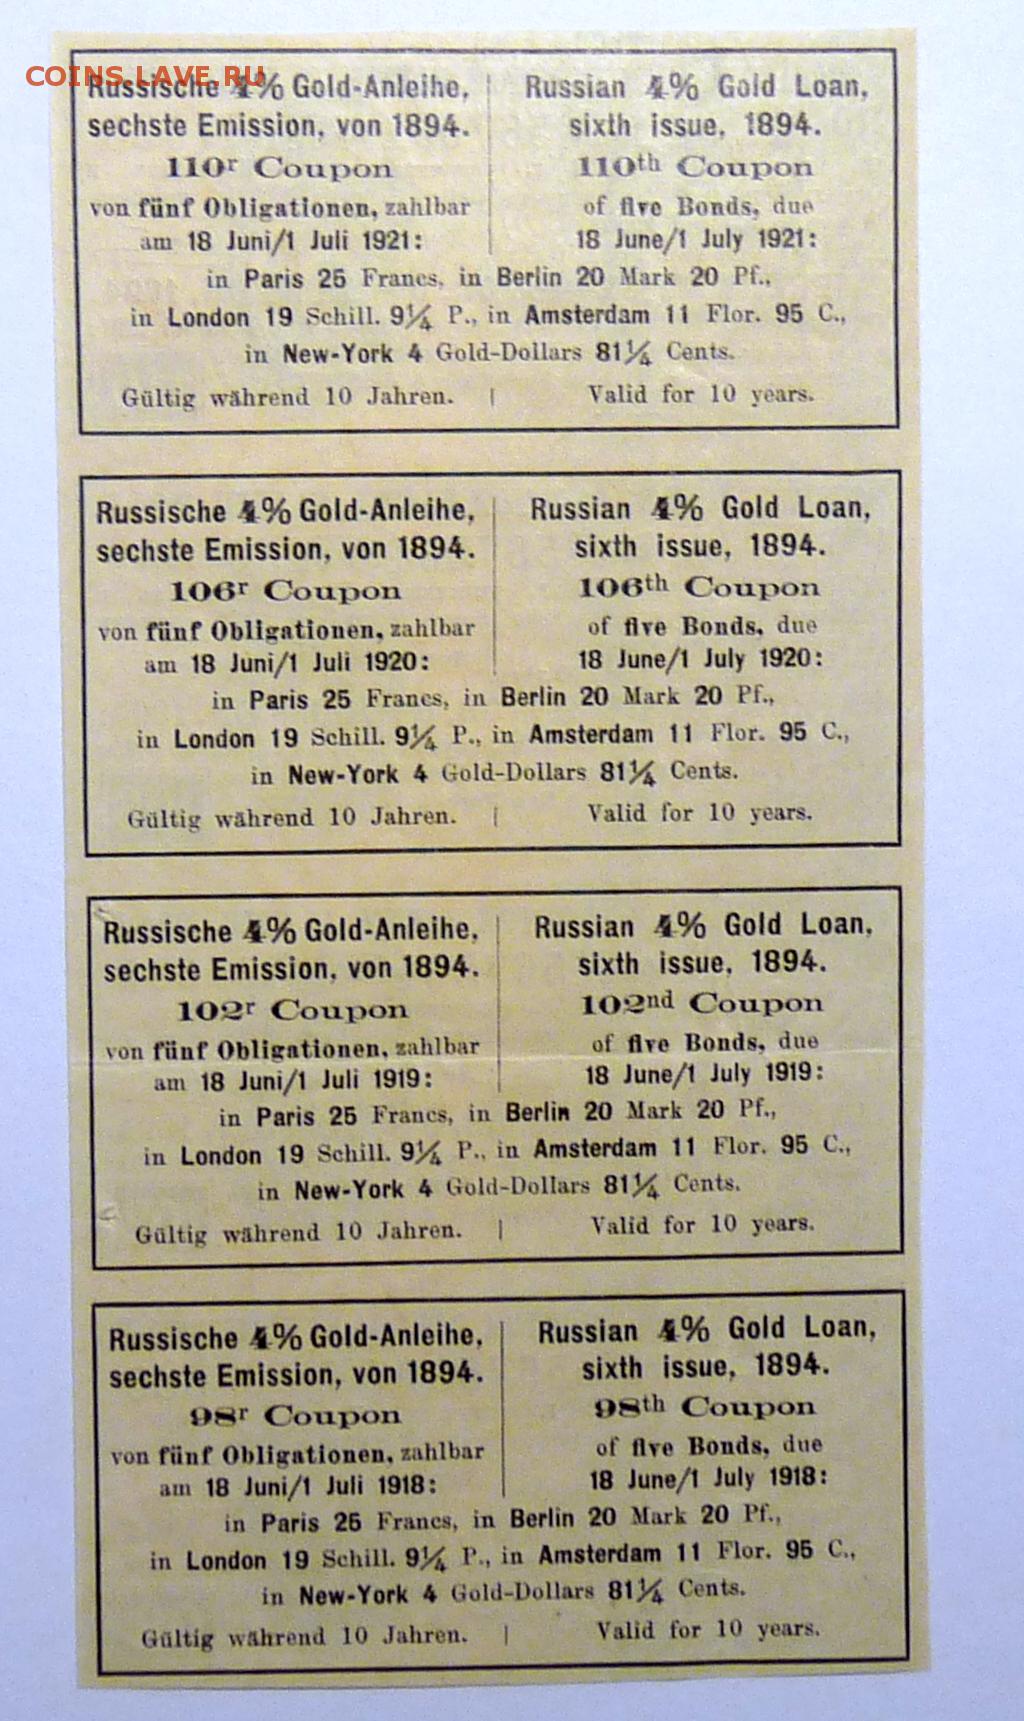 COINS.LAVE.RU
Russische 4% Gold-Anleihe,
sechste Emission, von 1894.
110r Coupon
von fünf Obligationen, zahlbar
am 18 Juni/1 Juli 1921:
Russian 4% Gold Loan,
sixth issue, 1894.
110th Coupon
of five Bonds, due
18 June/1 July 1921:
in Paris 25 Francs, in Berlin 20 Mark 20 Pf.,
in London 19 Schill. 9¼ P., in Amsterdam 11 Flor. 95 C.,
in New-York 4 Gold-Dollars 81¼ Cents.
Gültig während 10 Jahren. | Valid for 10 years.
Russische 4% Gold-Anleihe,
sechste Emission, von 1894.
106r Coupon
von fünf Obligationen, zahlbar
am 18 Juni/1 Juli 1920:
Russian 4% Gold Loan,
sixth issue, 1894.
106th Coupon
of five Bonds, due
18 June/1 July 1920:
in Paris 25 Francs, in Berlin 20 Mark 20 Pf.,
in London 19 Schill. 9¼ P., in Amsterdam 11 Flor. 95 C.,
in New-York 4 Gold-Dollars 81¼ Cents.
Gültig während 10 Jahren. | Valid for 10 years.
Russische 4% Gold-Anleihe,
sechste Emission, von 1894.
102r Coupon
von fünf Obligationen, zahlbar
am 18 Juni/1 Juli 1919:
Russian 4% Gold Loan,
sixth issue, 1894.
102nd Coupon
of five Bonds, due
18 June/1 July 1919:
in Paris 25 Francs, in Berlin 20 Mark 20 Pf.,
in London 19 Schill. 9¼ P., in Amsterdam 11 Flor. 95 C.,
in New-York 4 Gold-Dollars 81¼ Cents.
Gültig während 10 Jahren. | Valid for 10 years.
Russische 4% Gold-Anleihe,
sechste Emission, von 1894.
98r Coupon
von fünf Obligationen, zahlbar
am 18 Juni/1 Juli 1918:
Russian 4% Gold Loan,
sixth issue, 1894.
98th Coupon
of five Bonds, due
18 June/1 July 1918:
in Paris 25 Francs, in Berlin 20 Mark 20 Pf.,
in London 19 Schill. 9¼ P., in Amsterdam 11 Flor. 95 C.,
in New-York 4 Gold-Dollars 81¼ Cents.
Gültig während 10 Jahren. | Valid for 10 years.